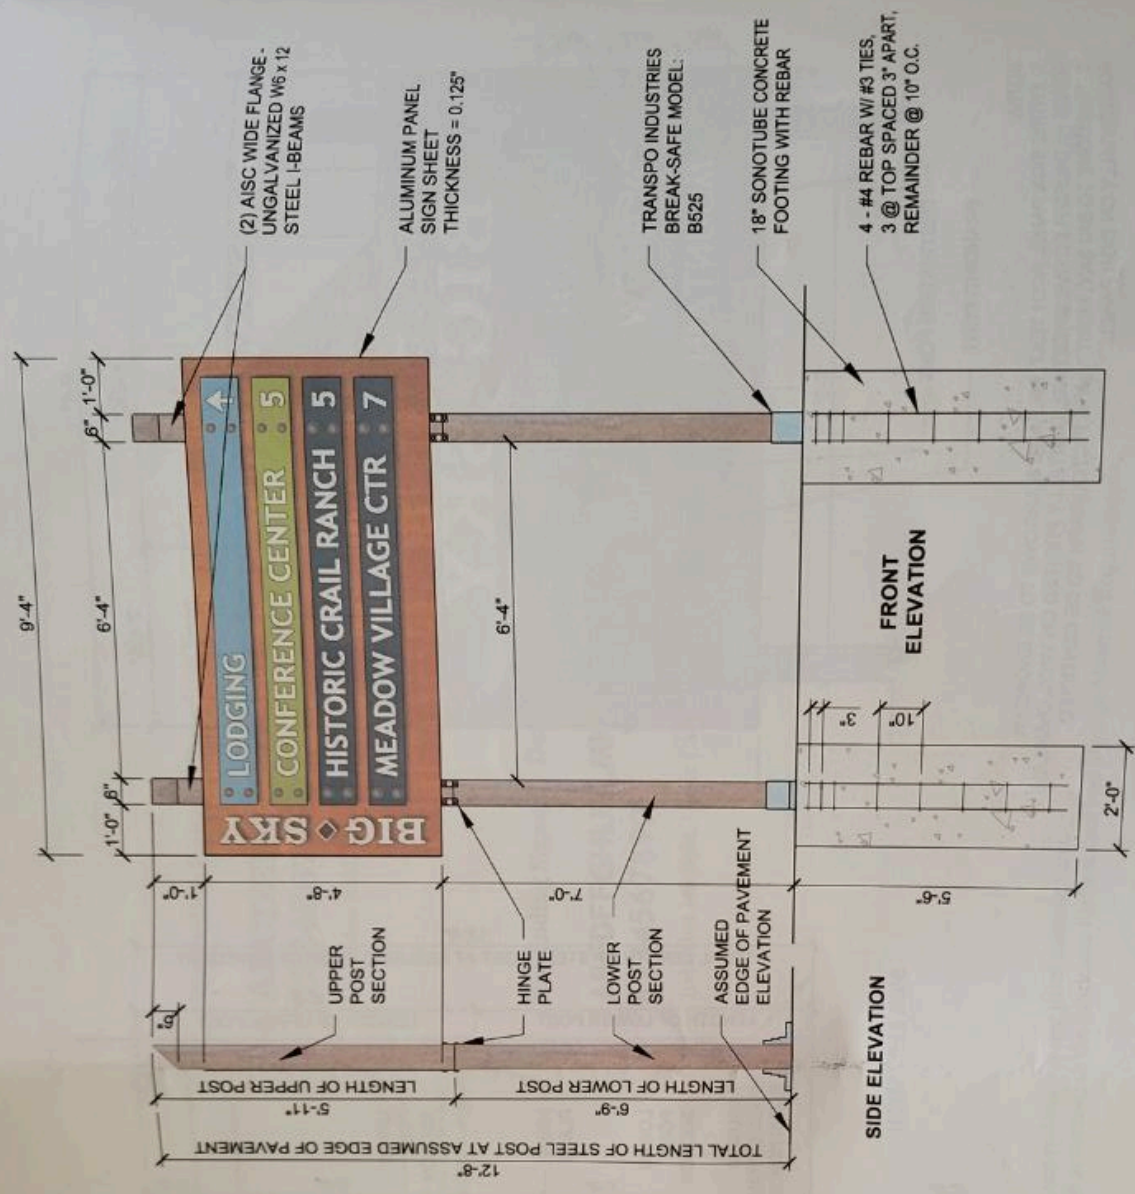 9'-4"
1'-0"
6"
6'-4"
6"
1'-0"
(2) AISC WIDE FLANGE -
UNGALVANIZED W6 x 12
STEEL I-BEAMS
ALUMINUM PANEL
SIGN SHEET
THICKNESS = 0.125"
TRANSPO INDUSTRIES
BREAK-SAFE MODEL:
B525
18" SONOTUBE CONCRETE
FOOTING WITH REBAR
4 - #4 REBAR W/ #3 TIES,
3 @ TOP SPACED 3" APART,
REMAINDER @ 10" O.C.
BIG SKY
LODGING
CONFERENCE CENTER 5
HISTORIC CRAIL RANCH 5
MEADOW VILLAGE CTR 7
6'-4"
1'-0"
4'-8"
7'-0"
5'-6"
3"
10"
2'-0"
FRONT
ELEVATION
UPPER
POST
SECTION
HINGE
PLATE
LOWER
POST
SECTION
ASSUMED
EDGE OF PAVEMENT
ELEVATION
LENGTH OF UPPER POST
5'-11"
LENGTH OF LOWER POST
6'-9"
TOTAL LENGTH OF STEEL POST AT ASSUMED EDGE OF PAVEMENT
12'-8"
SIDE ELEVATION